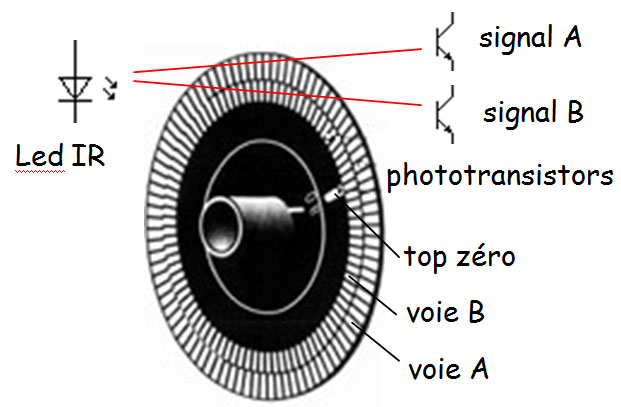 signal A
signal B
Led IR
phototransistors
top zéro
voie B
voie A